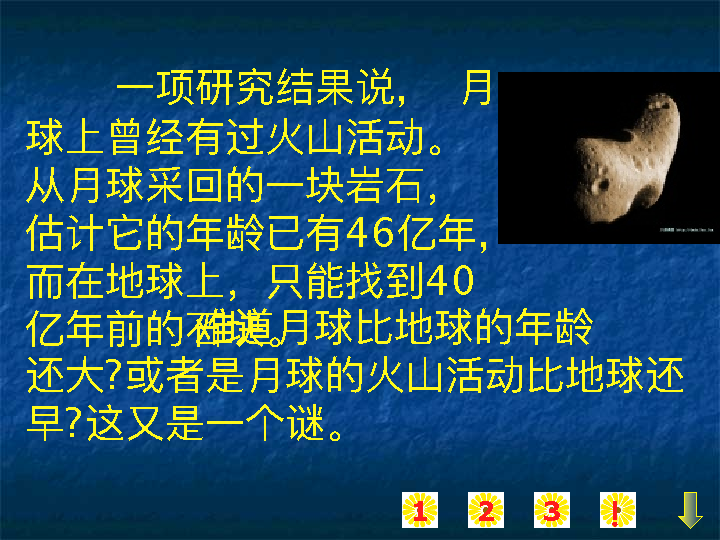 一项研究结果说， 月
球上曾经有过火山活动。
从月球采回的一块岩石，
估计它的年龄已有46亿年，
而在地球上，只能找到40
亿年前的石块。
难道月球比地球的年龄
还大?或者是月球的火山活动比地球还
早?这又是一个谜。
1 2 3